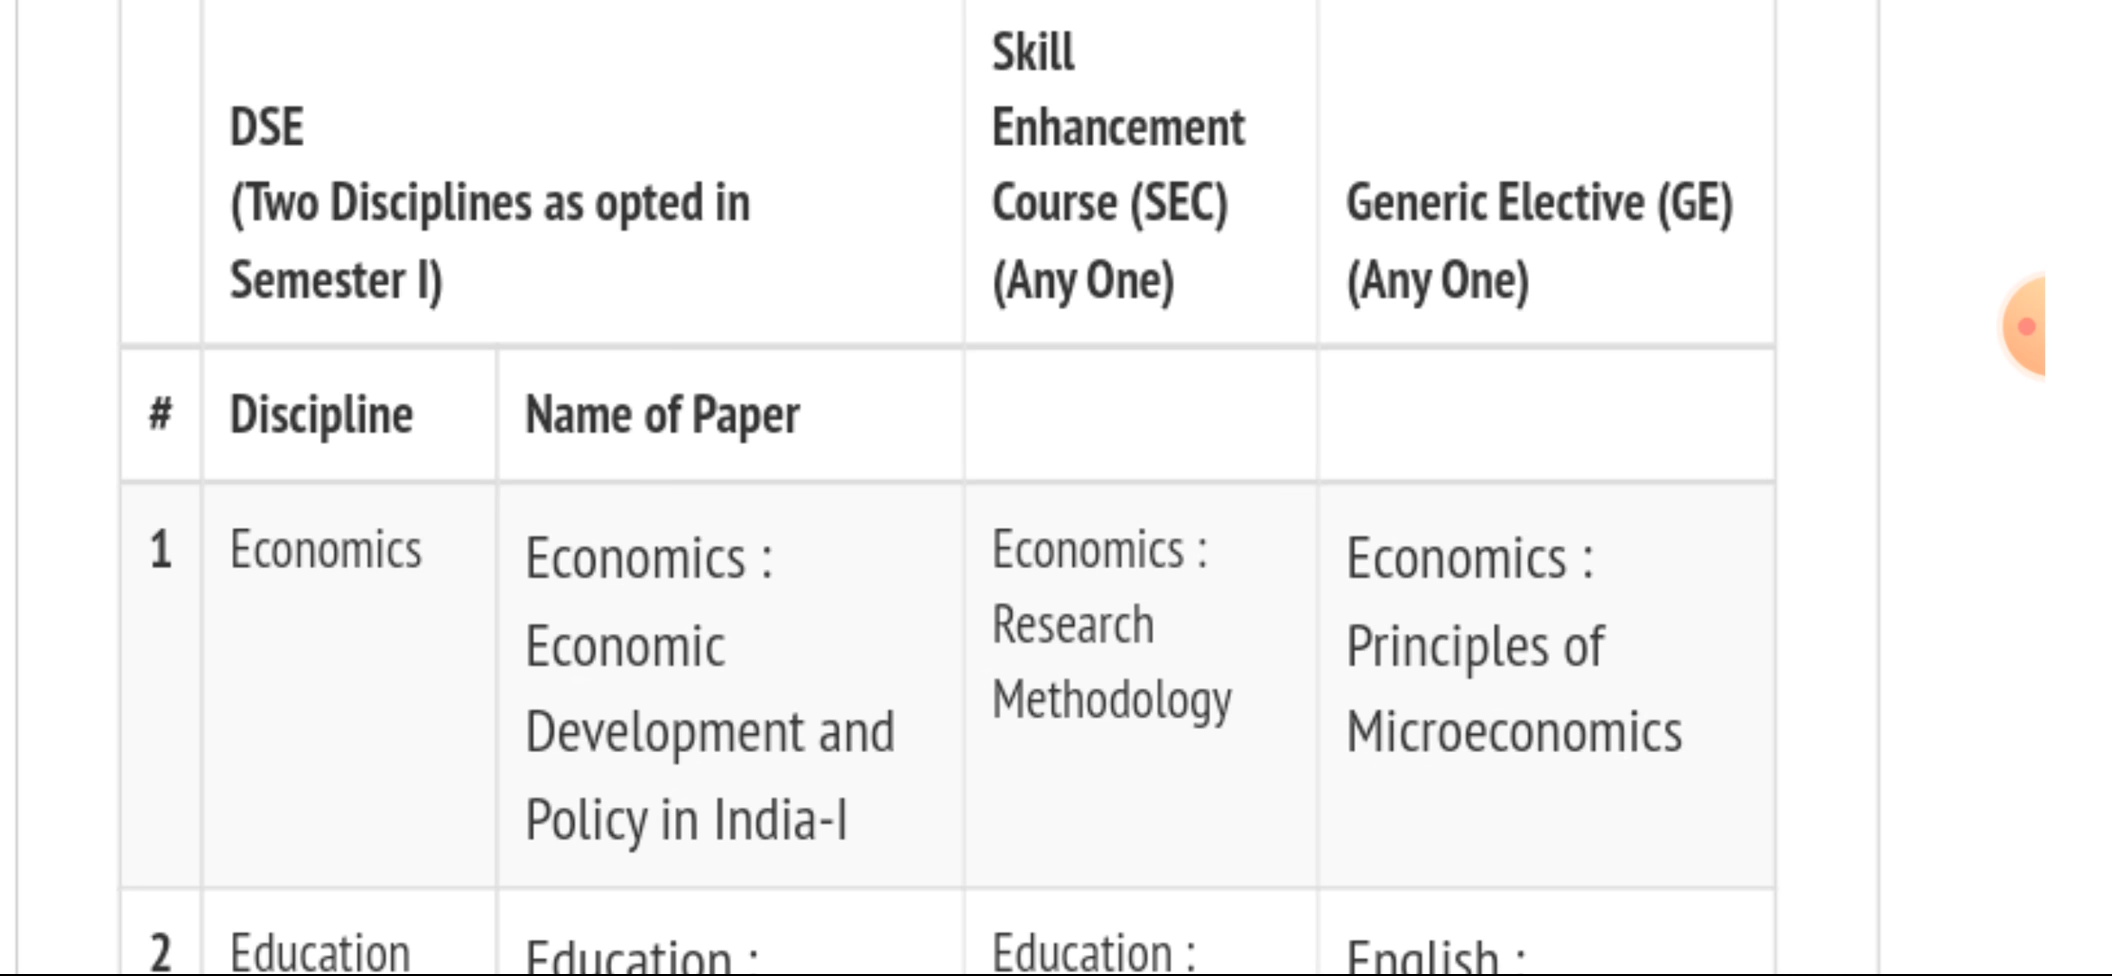 DSE
(Two Disciplines as opted in
Semester I)
Skill
Enhancement
Course (SEC)
(Any One)
Generic Elective (GE)
(Any One)
#
Discipline
Name of Paper
1
Economics
Economics :
Economic
Development and
Policy in India-I
Economics :
Research
Methodology
Economics :
Principles of
Microeconomics
2
Education
Education :
Education :
English :